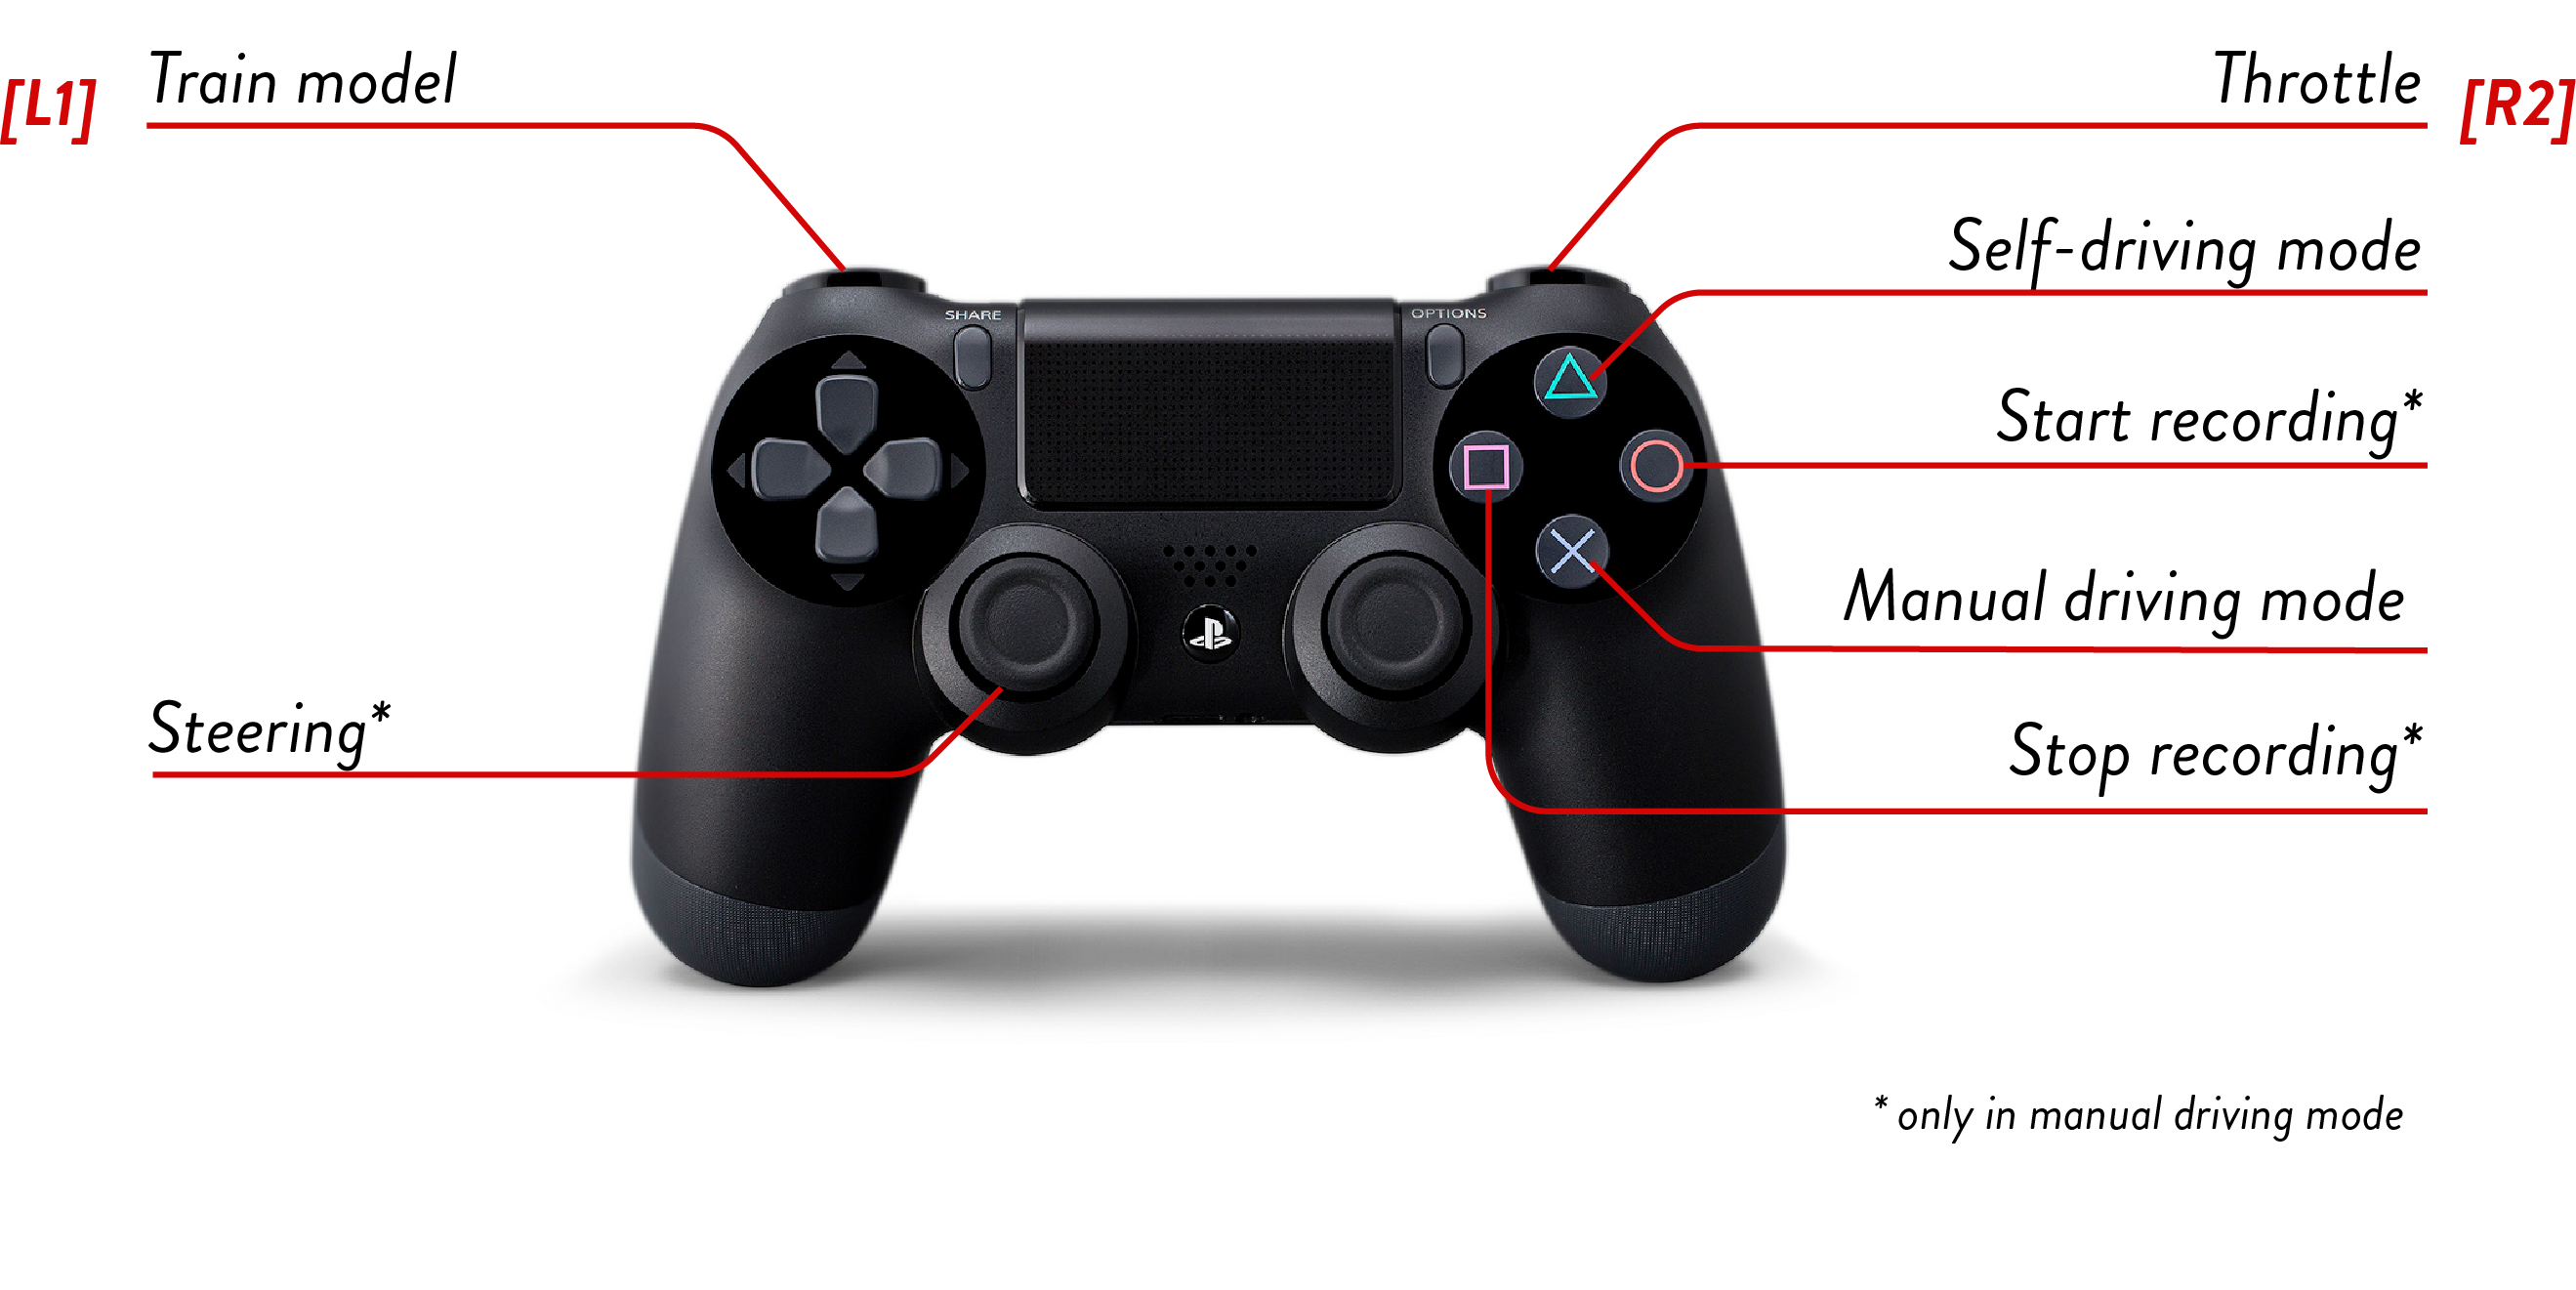 [L1] Train model
Throttle [R2]
Self-driving mode
SHARE
OPTIONS
Start recording*
Manual driving mode
Steering*
Stop recording*
* only in manual driving mode